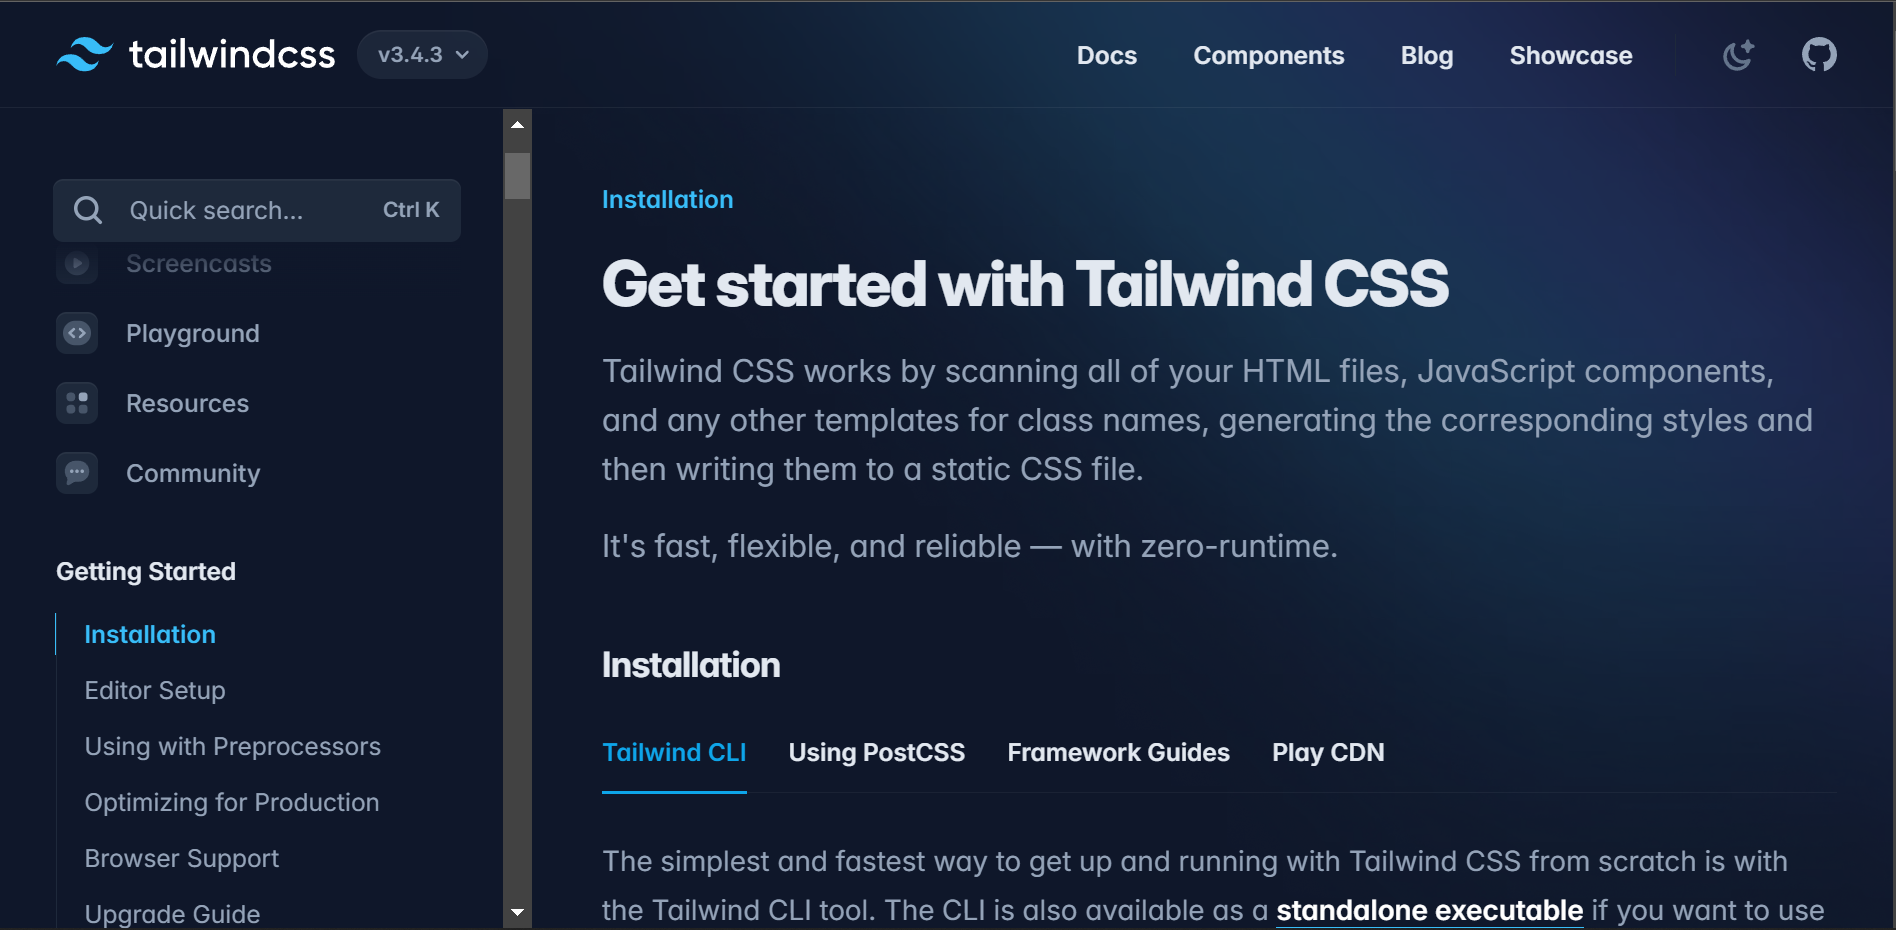 tailwindcss v3.4.3 Docs Components Blog Showcase
Quick search... Ctrl K
Screencasts
Playground
Resources
Community
Getting Started
Installation
Editor Setup
Using with Preprocessors
Optimizing for Production
Browser Support
Upgrade Guide
Installation
Get started with Tailwind CSS
Tailwind CSS works by scanning all of your HTML files, JavaScript components,
and any other templates for class names, generating the corresponding styles and
then writing them to a static CSS file.
It's fast, flexible, and reliable — with zero-runtime.
Installation
Tailwind CLI Using PostCSS Framework Guides Play CDN
The simplest and fastest way to get up and running with Tailwind CSS from scratch is with
the Tailwind CLI tool. The CLI is also available as a standalone executable if you want to use